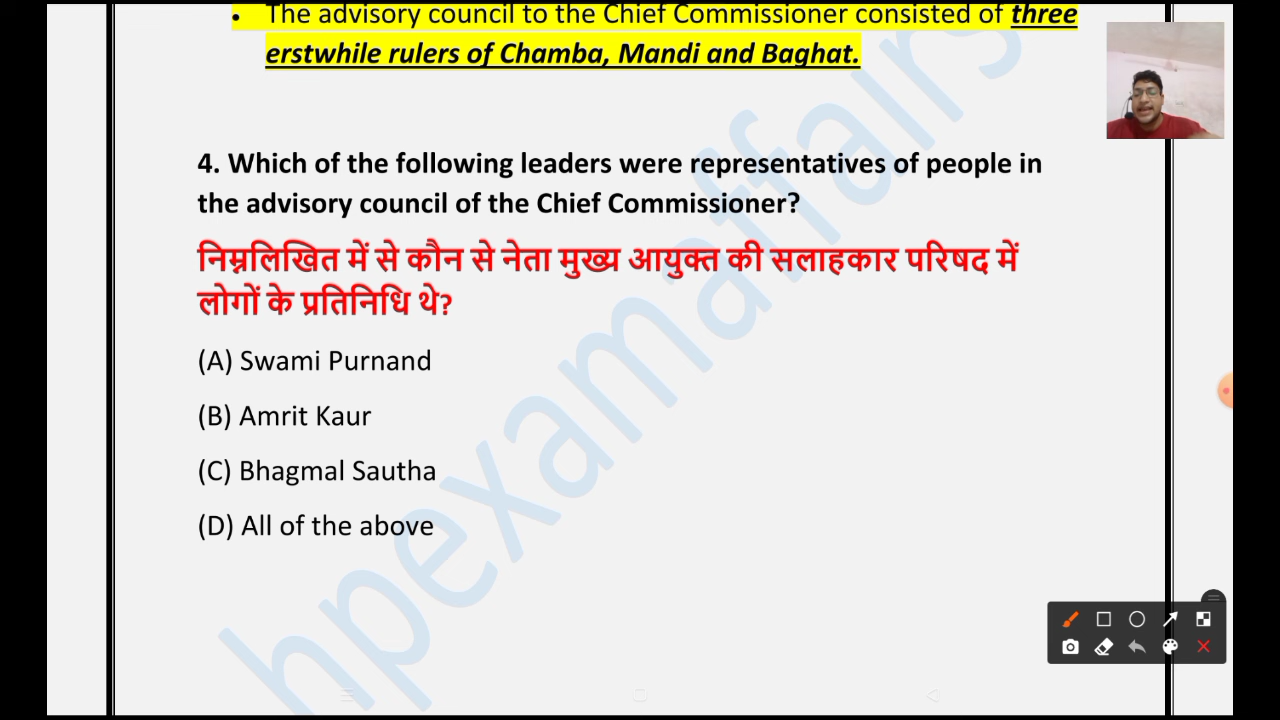 • The advisory council to the Chief Commissioner consisted of three
erstwhile rulers of Chamba, Mandi and Baghat.
4. Which of the following leaders were representatives of people in
the advisory council of the Chief Commissioner?
निम्नलिखित में से कौन से नेता मुख्य आयुक्त की सलाहकार परिषद में
लोगों के प्रतिनिधि थे?
(A) Swami Purnand
(B) Amrit Kaur
(C) Bhagmal Sautha
(D) All of the above
hpexamaffairs